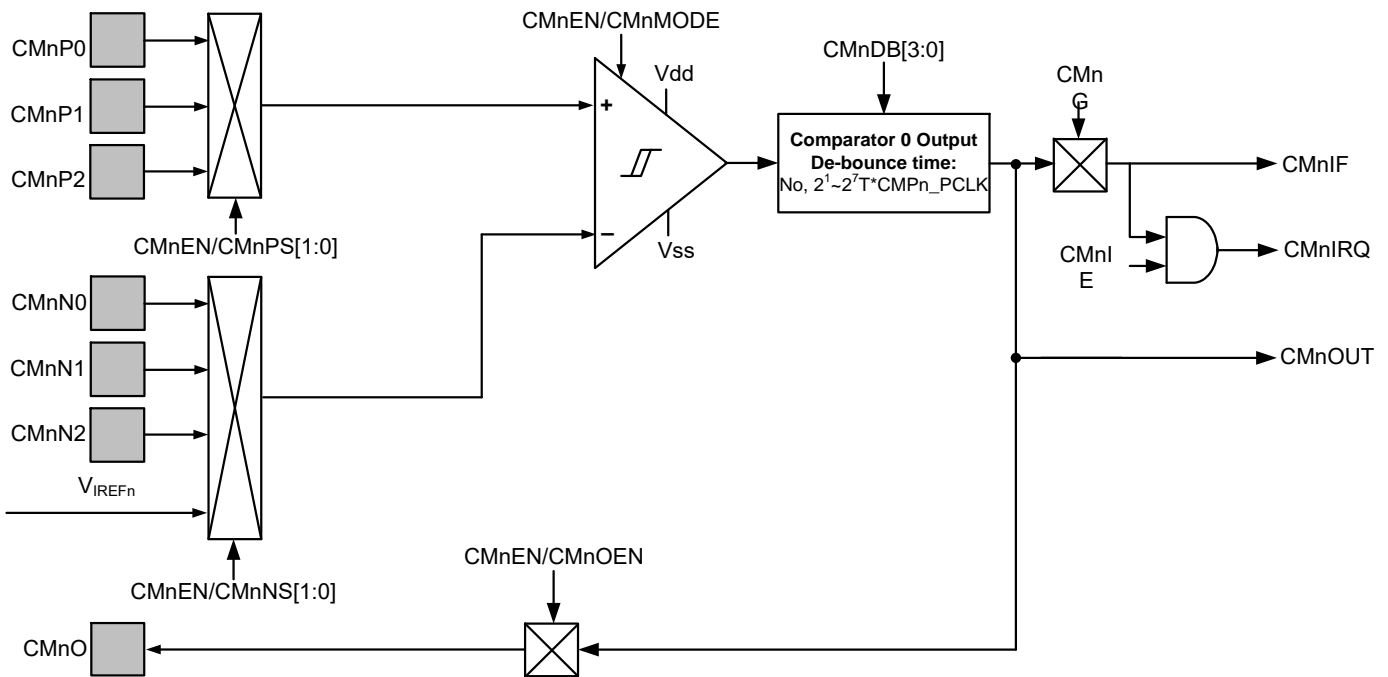 CMnEN/CMnMODE
CMnP0
CMnP1
CMnP2
CMnEN/CMnPS[1:0]
Vdd
+
−
Vss
CMnDB[3:0]
Comparator 0 Output
De-bounce time:
No, 2¹~2⁷T*CMPn_PCLK
CMn
G
CMnIF
CMnI
E
CMnIRQ
CMnOUT
CMnN0
CMnN1
CMnN2
V_IREFn
CMnEN/CMnNS[1:0]
CMnEN/CMnOEN
CMnO